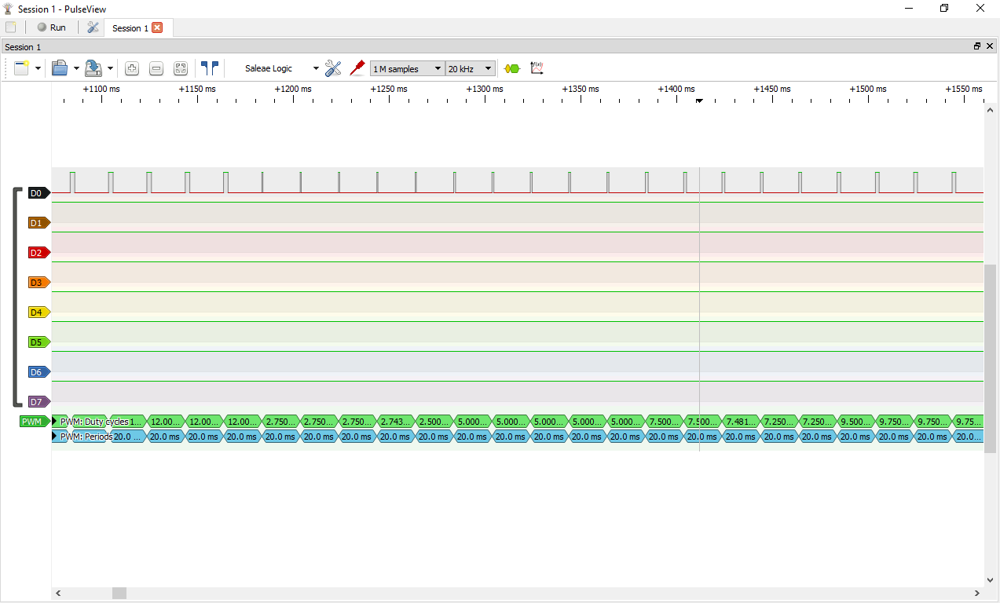 Session 1 - PulseView
Run Session 1
Session 1
Saleae Logic 1 M samples 20 kHz
+1100 ms +1150 ms +1200 ms +1250 ms +1300 ms +1350 ms +1400 ms +1450 ms +1500 ms +1550 ms
D0
D1
D2
D3
D4
D5
D6
D7
PWM PWM: Duty cycles 1... 12.00... 12.00... 12.00... 2.750... 2.750... 2.750... 2.743... 2.500... 5.000... 5.000... 5.000... 5.000... 5.000... 7.500... 7.500... 7.481... 7.250... 7.250... 9.500... 9.750... 9.750... 9.75...
PWM: Periods 20.0 ... 20.0 ms 20.0 ms 20.0 ms 20.0 ms 20.0 ms 20.0 ms 20.0 ms 20.0 ms 20.0 ms 20.0 ms 20.0 ms 20.0 ms 20.0 ms 20.0 ms 20.0 ms 20.0 ms 20.0 ms 20.0 ms 20.0 ms 20.0 ms 20.0 ms 20.0...